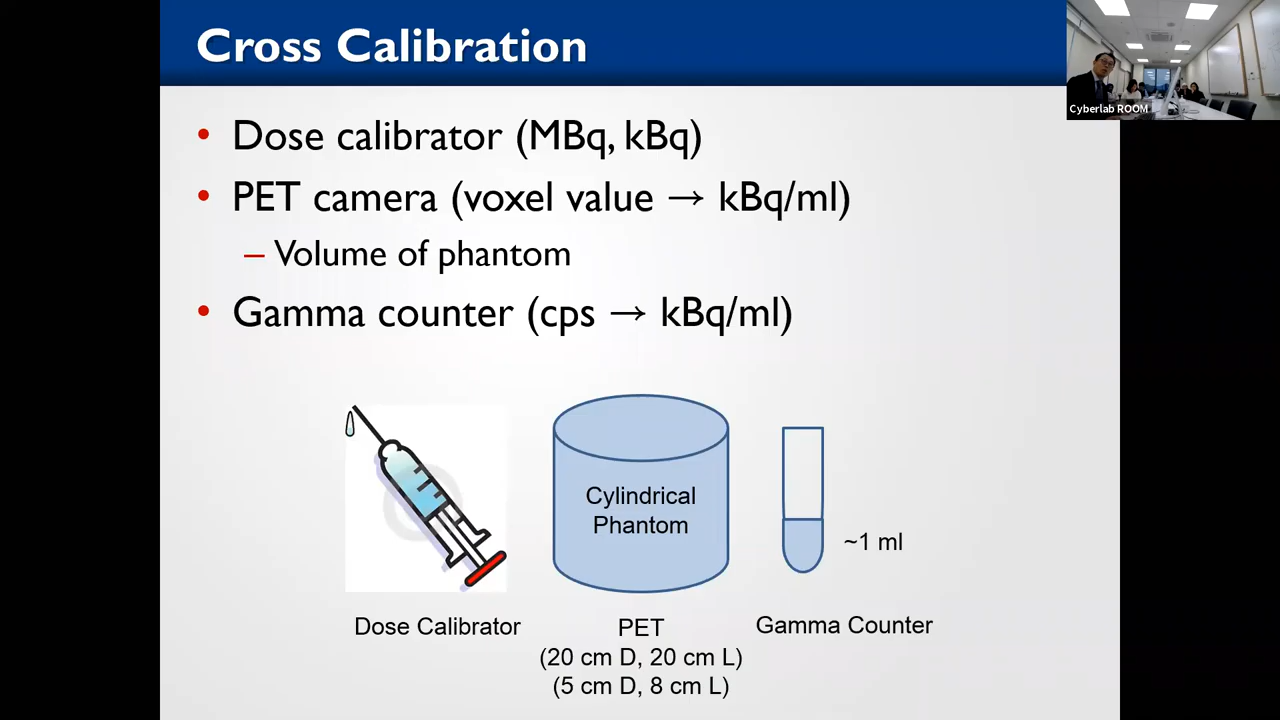 Cross Calibration
Cyberlab ROOM
• Dose calibrator (MBq, kBq)
• PET camera (voxel value → kBq/ml)
– Volume of phantom
• Gamma counter (cps → kBq/ml)
Cylindrical
Phantom
~1 ml
Dose Calibrator
PET
(20 cm D, 20 cm L)
(5 cm D, 8 cm L)
Gamma Counter